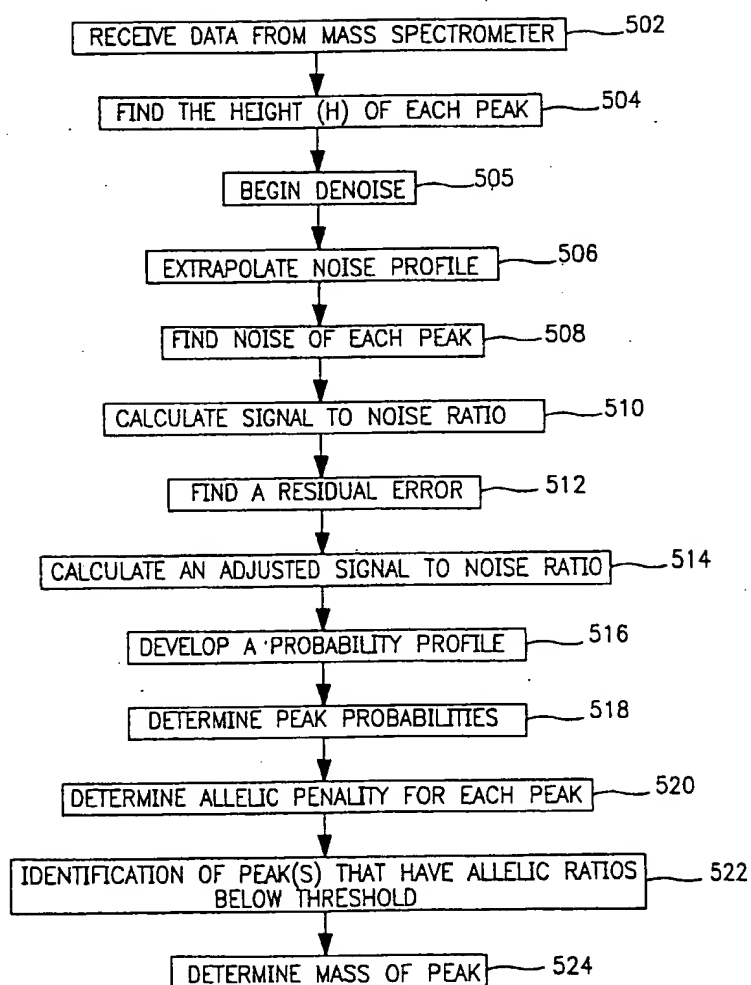 RECEIVE DATA FROM MASS SPECTROMETER 502
FIND THE HEIGHT (H) OF EACH PEAK 504
BEGIN DENOISE 505
EXTRAPOLATE NOISE PROFILE 506
FIND NOISE OF EACH PEAK 508
CALCULATE SIGNAL TO NOISE RATIO 510
FIND A RESIDUAL ERROR 512
CALCULATE AN ADJUSTED SIGNAL TO NOISE RATIO 514
DEVELOP A PROBABILITY PROFILE 516
DETERMINE PEAK PROBABILITIES 518
DETERMINE ALLELIC PENALITY FOR EACH PEAK 520
IDENTIFICATION OF PEAK(S) THAT HAVE ALLELIC RATIOS 522
BELOW THRESHOLD
DETERMINE MASS OF PEAK 524